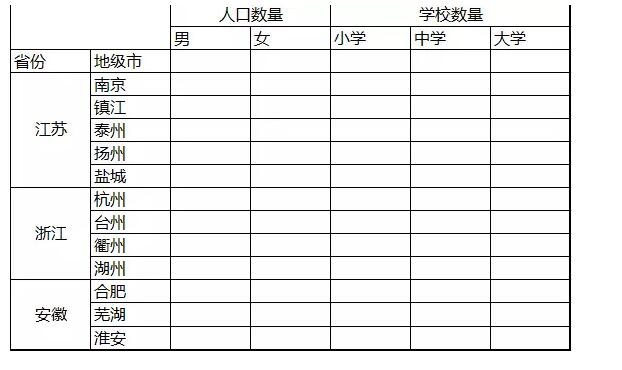 人口数量 学校数量
男 女 小学 中学 大学
省份 地级市
南京
镇江
江苏 泰州
扬州
盐城
杭州
台州
浙江 衢州
湖州
合肥
安徽 芜湖
淮安